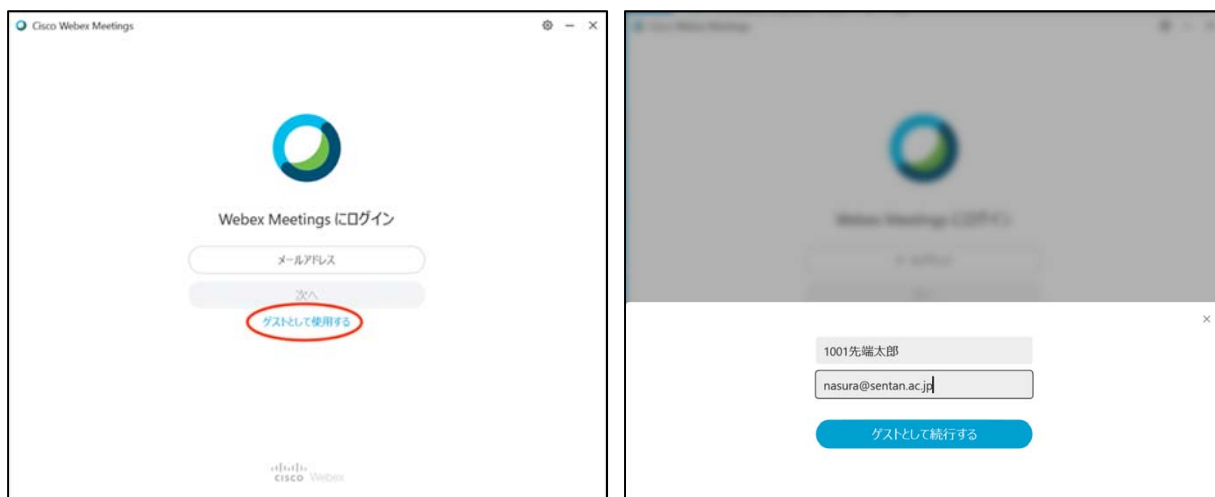 Cisco Webex Meetings
Webex Meetings にログイン
メールアドレス
次へ
ゲストとして使用する
cisco Webex
1001先端太郎
nasura@sentan.ac.jp
ゲストとして続行する